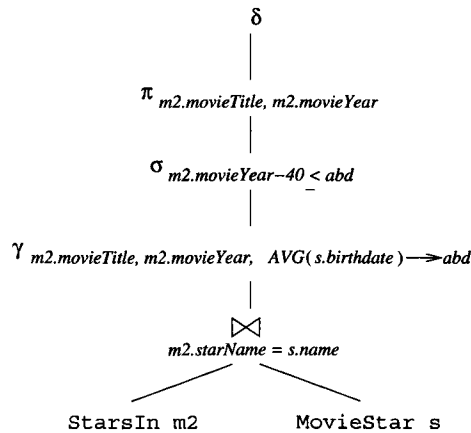 δ
π m2.movieTitle, m2.movieYear
σ m2.movieYear−40 ≤ abd
γ m2.movieTitle, m2.movieYear, AVG(s.birthdate)→abd
⋈
m2.starName = s.name
StarsIn m2 MovieStar s